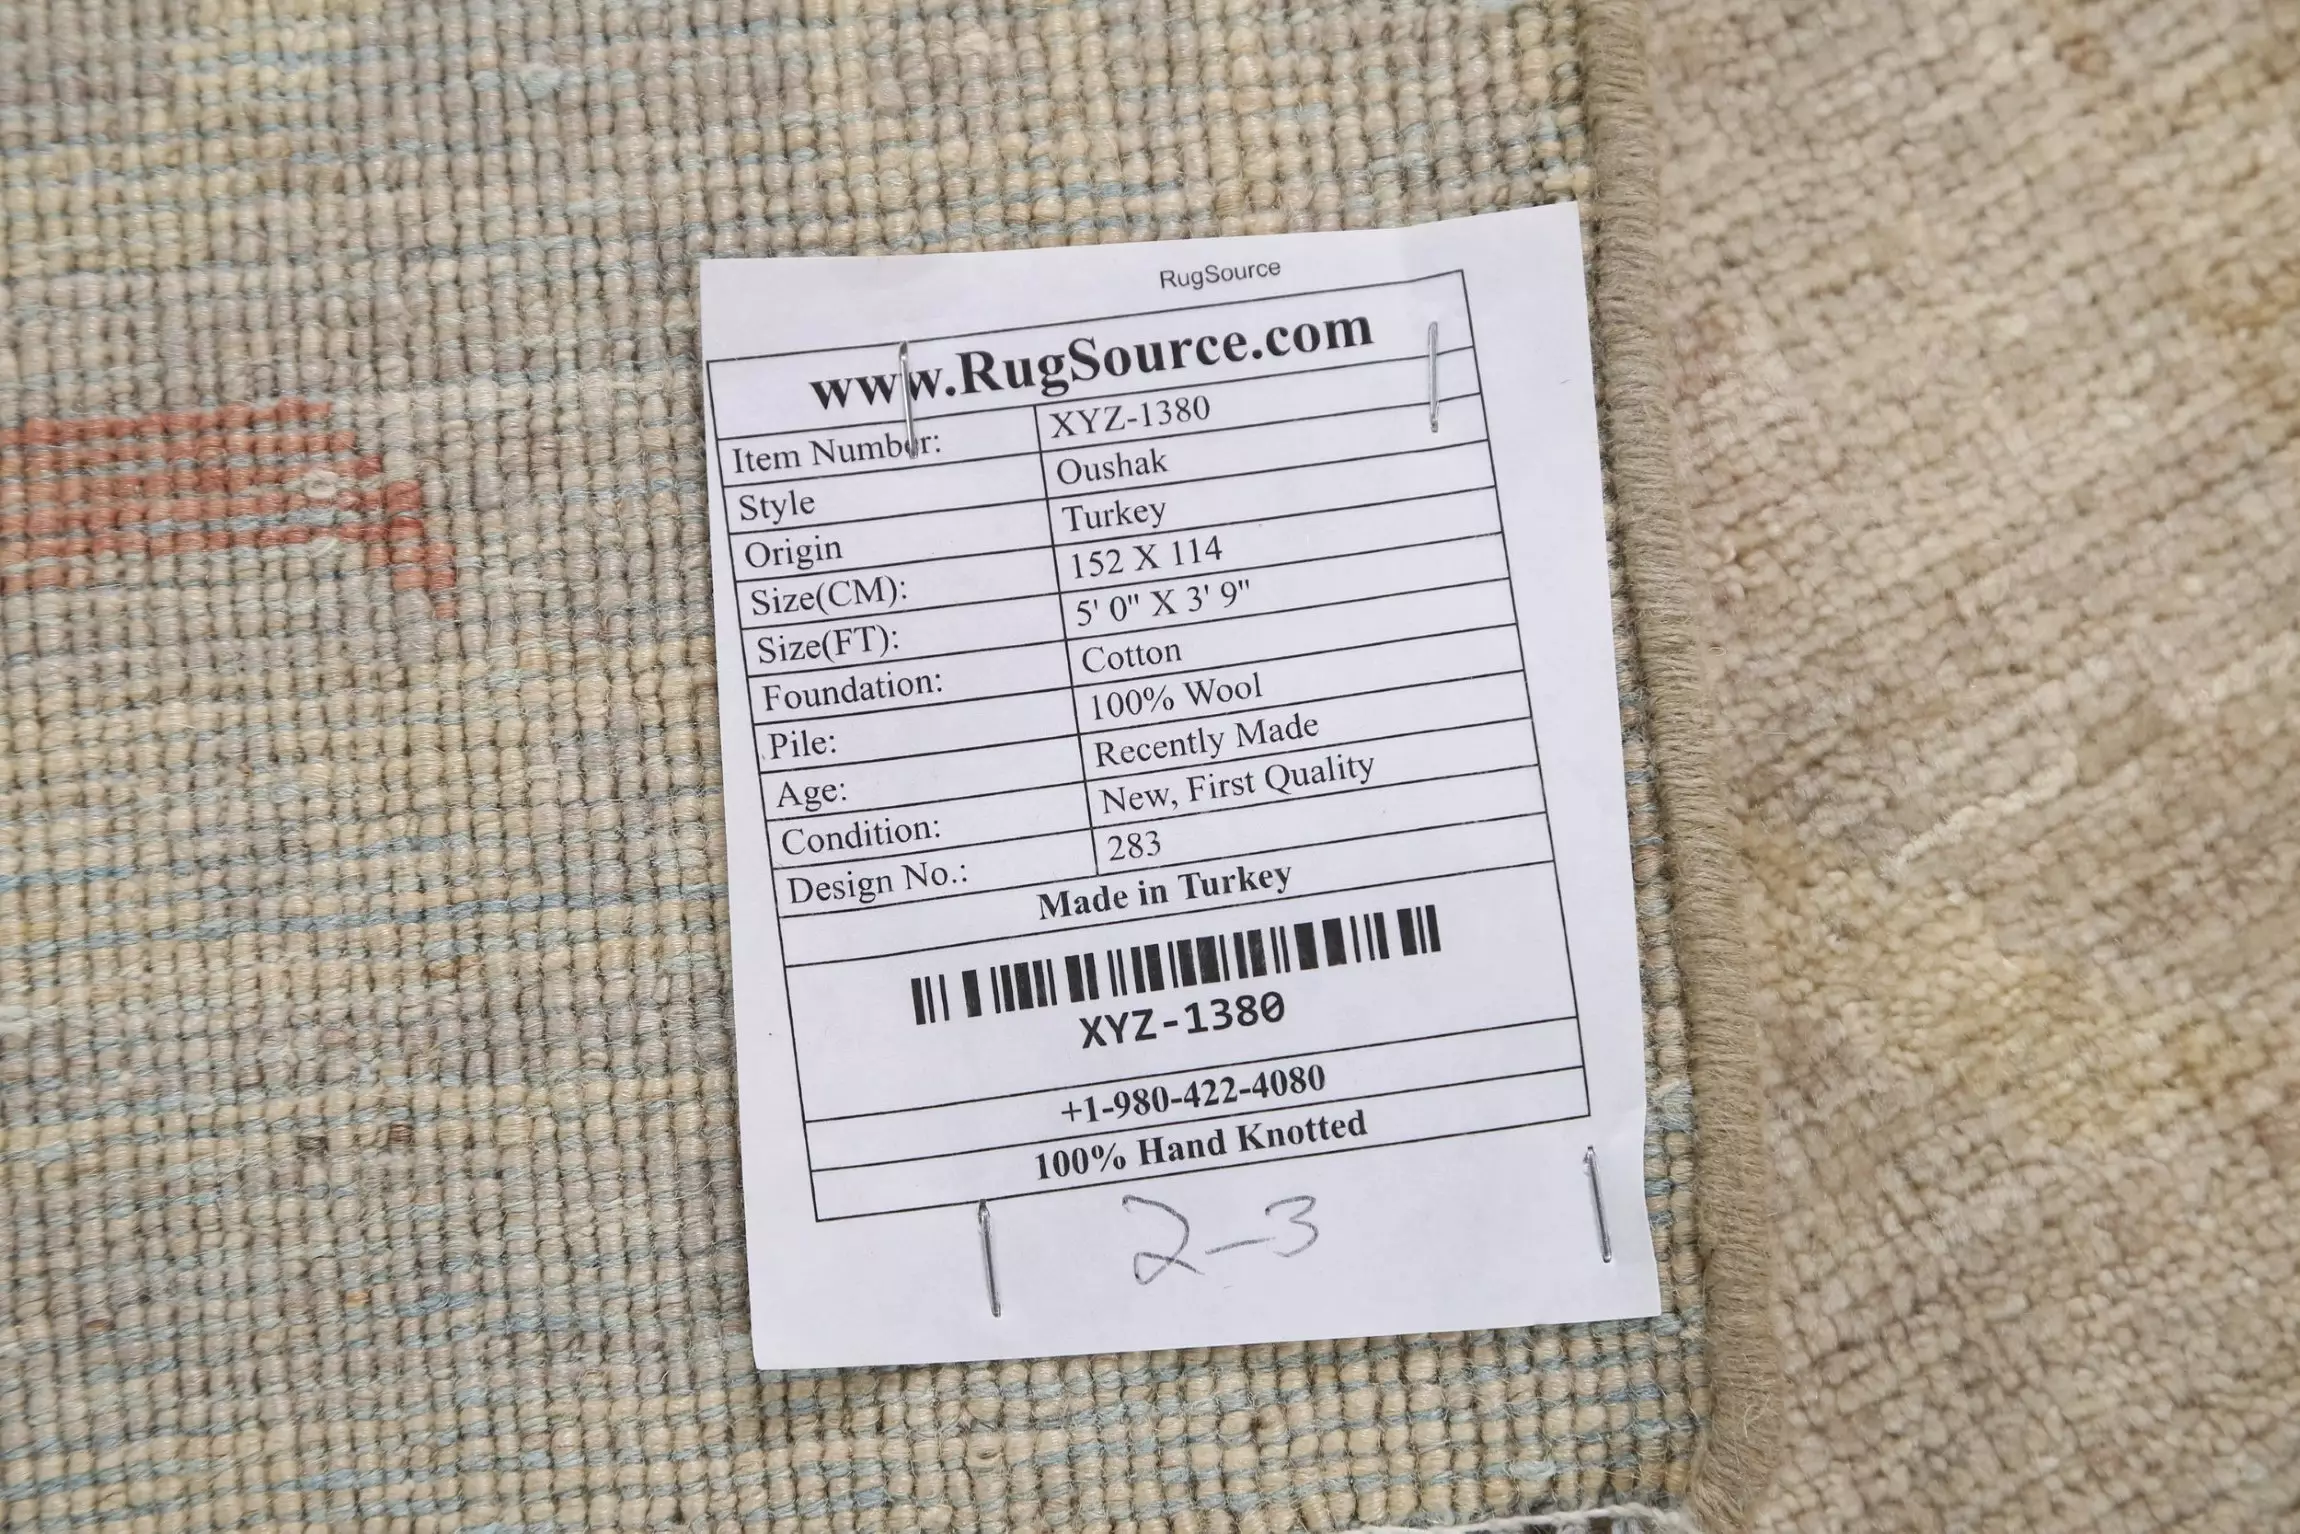 RugSource
www.RugSource.com
Item Number: XYZ-1380
Style Oushak
Origin Turkey
Size(CM): 152 X 114
Size(FT): 5' 0" X 3' 9"
Foundation: Cotton
Pile: 100% Wool
Age: Recently Made
Condition: New, First Quality
Design No.: 283
Made in Turkey
XYZ-1380
+1-980-422-4080
100% Hand Knotted
2-3